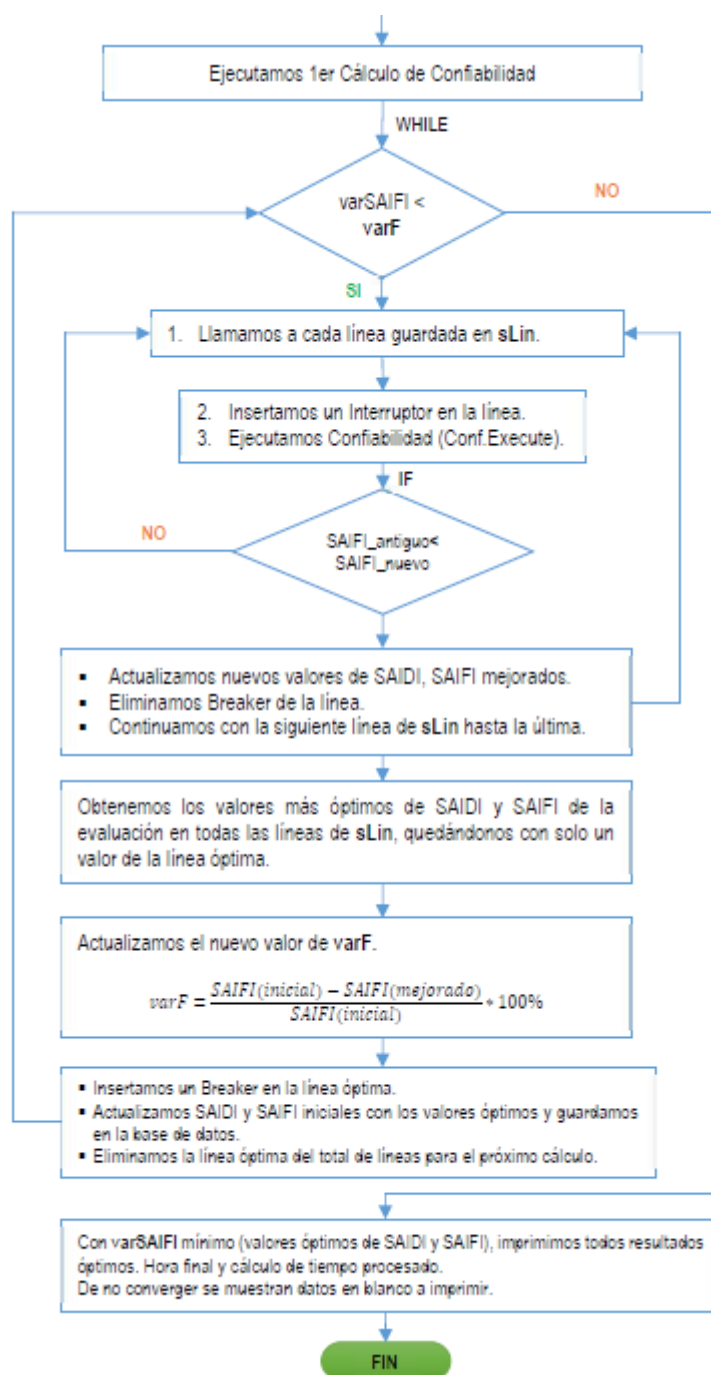 Ejecutamos 1er Cálculo de Confiabilidad
WHILE
varSAIFI <
varF
NO
SI
1. Llamamos a cada línea guardada en sLin.
2. Insertamos un Interruptor en la línea.
3. Ejecutamos Confiabilidad (Conf.Execute).
IF
NO
SAIFI_antiguo<
SAIFI_nuevo
▪ Actualizamos nuevos valores de SAIDI, SAIFI mejorados.
▪ Eliminamos Breaker de la línea.
▪ Continuamos con la siguiente línea de sLin hasta la última.
Obtenemos los valores más óptimos de SAIDI y SAIFI de la
evaluación en todas las líneas de sLin, quedándonos con solo un
valor de la línea óptima.
Actualizamos el nuevo valor de varF.
varF = \frac{SAIFI(inicial) − SAIFI(mejorado)}{SAIFI(inicial)} * 100%
▪ Insertamos un Breaker en la línea óptima.
▪ Actualizamos SAIDI y SAIFI iniciales con los valores óptimos y guardamos
en la base de datos.
▪ Eliminamos la línea óptima del total de líneas para el próximo cálculo.
Con varSAIFI mínimo (valores óptimos de SAIDI y SAIFI), imprimimos todos resultados
óptimos. Hora final y cálculo de tiempo procesado.
De no converger se muestran datos en blanco a imprimir.
FIN